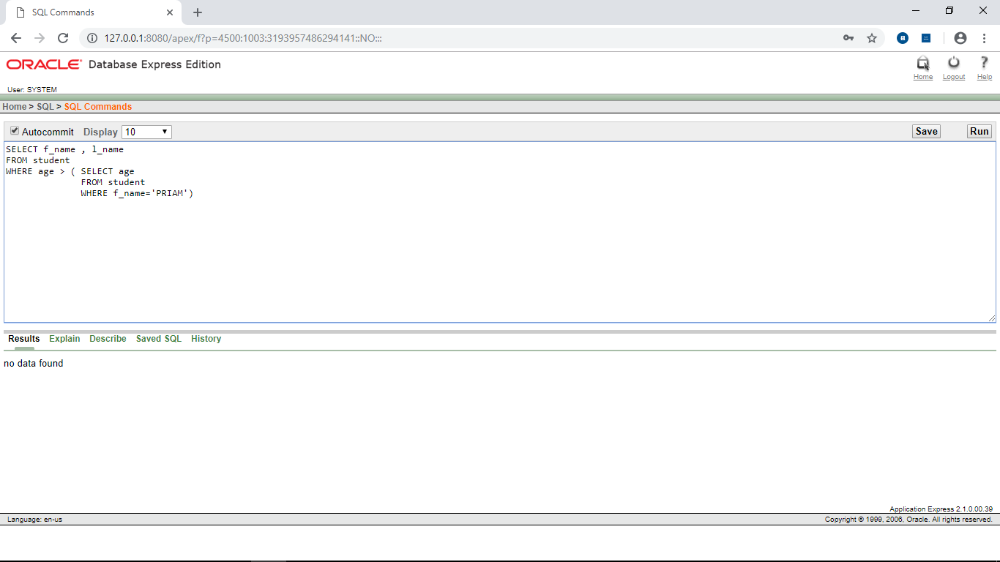 SQL Commands
127.0.0.1:8080/apex/f?p=4500:1003:3193957486294141::NO:::
ORACLE Database Express Edition
Home Logout Help
User: SYSTEM
Home > SQL > SQL Commands
Autocommit Display 10 Save Run
SELECT f_name , l_name
FROM student
WHERE age > ( SELECT age
FROM student
WHERE f_name='PRIAM')
Results Explain Describe Saved SQL History
no data found
Application Express 2.1.0.00.39
Language: en-us Copyright © 1999, 2006, Oracle. All rights reserved.